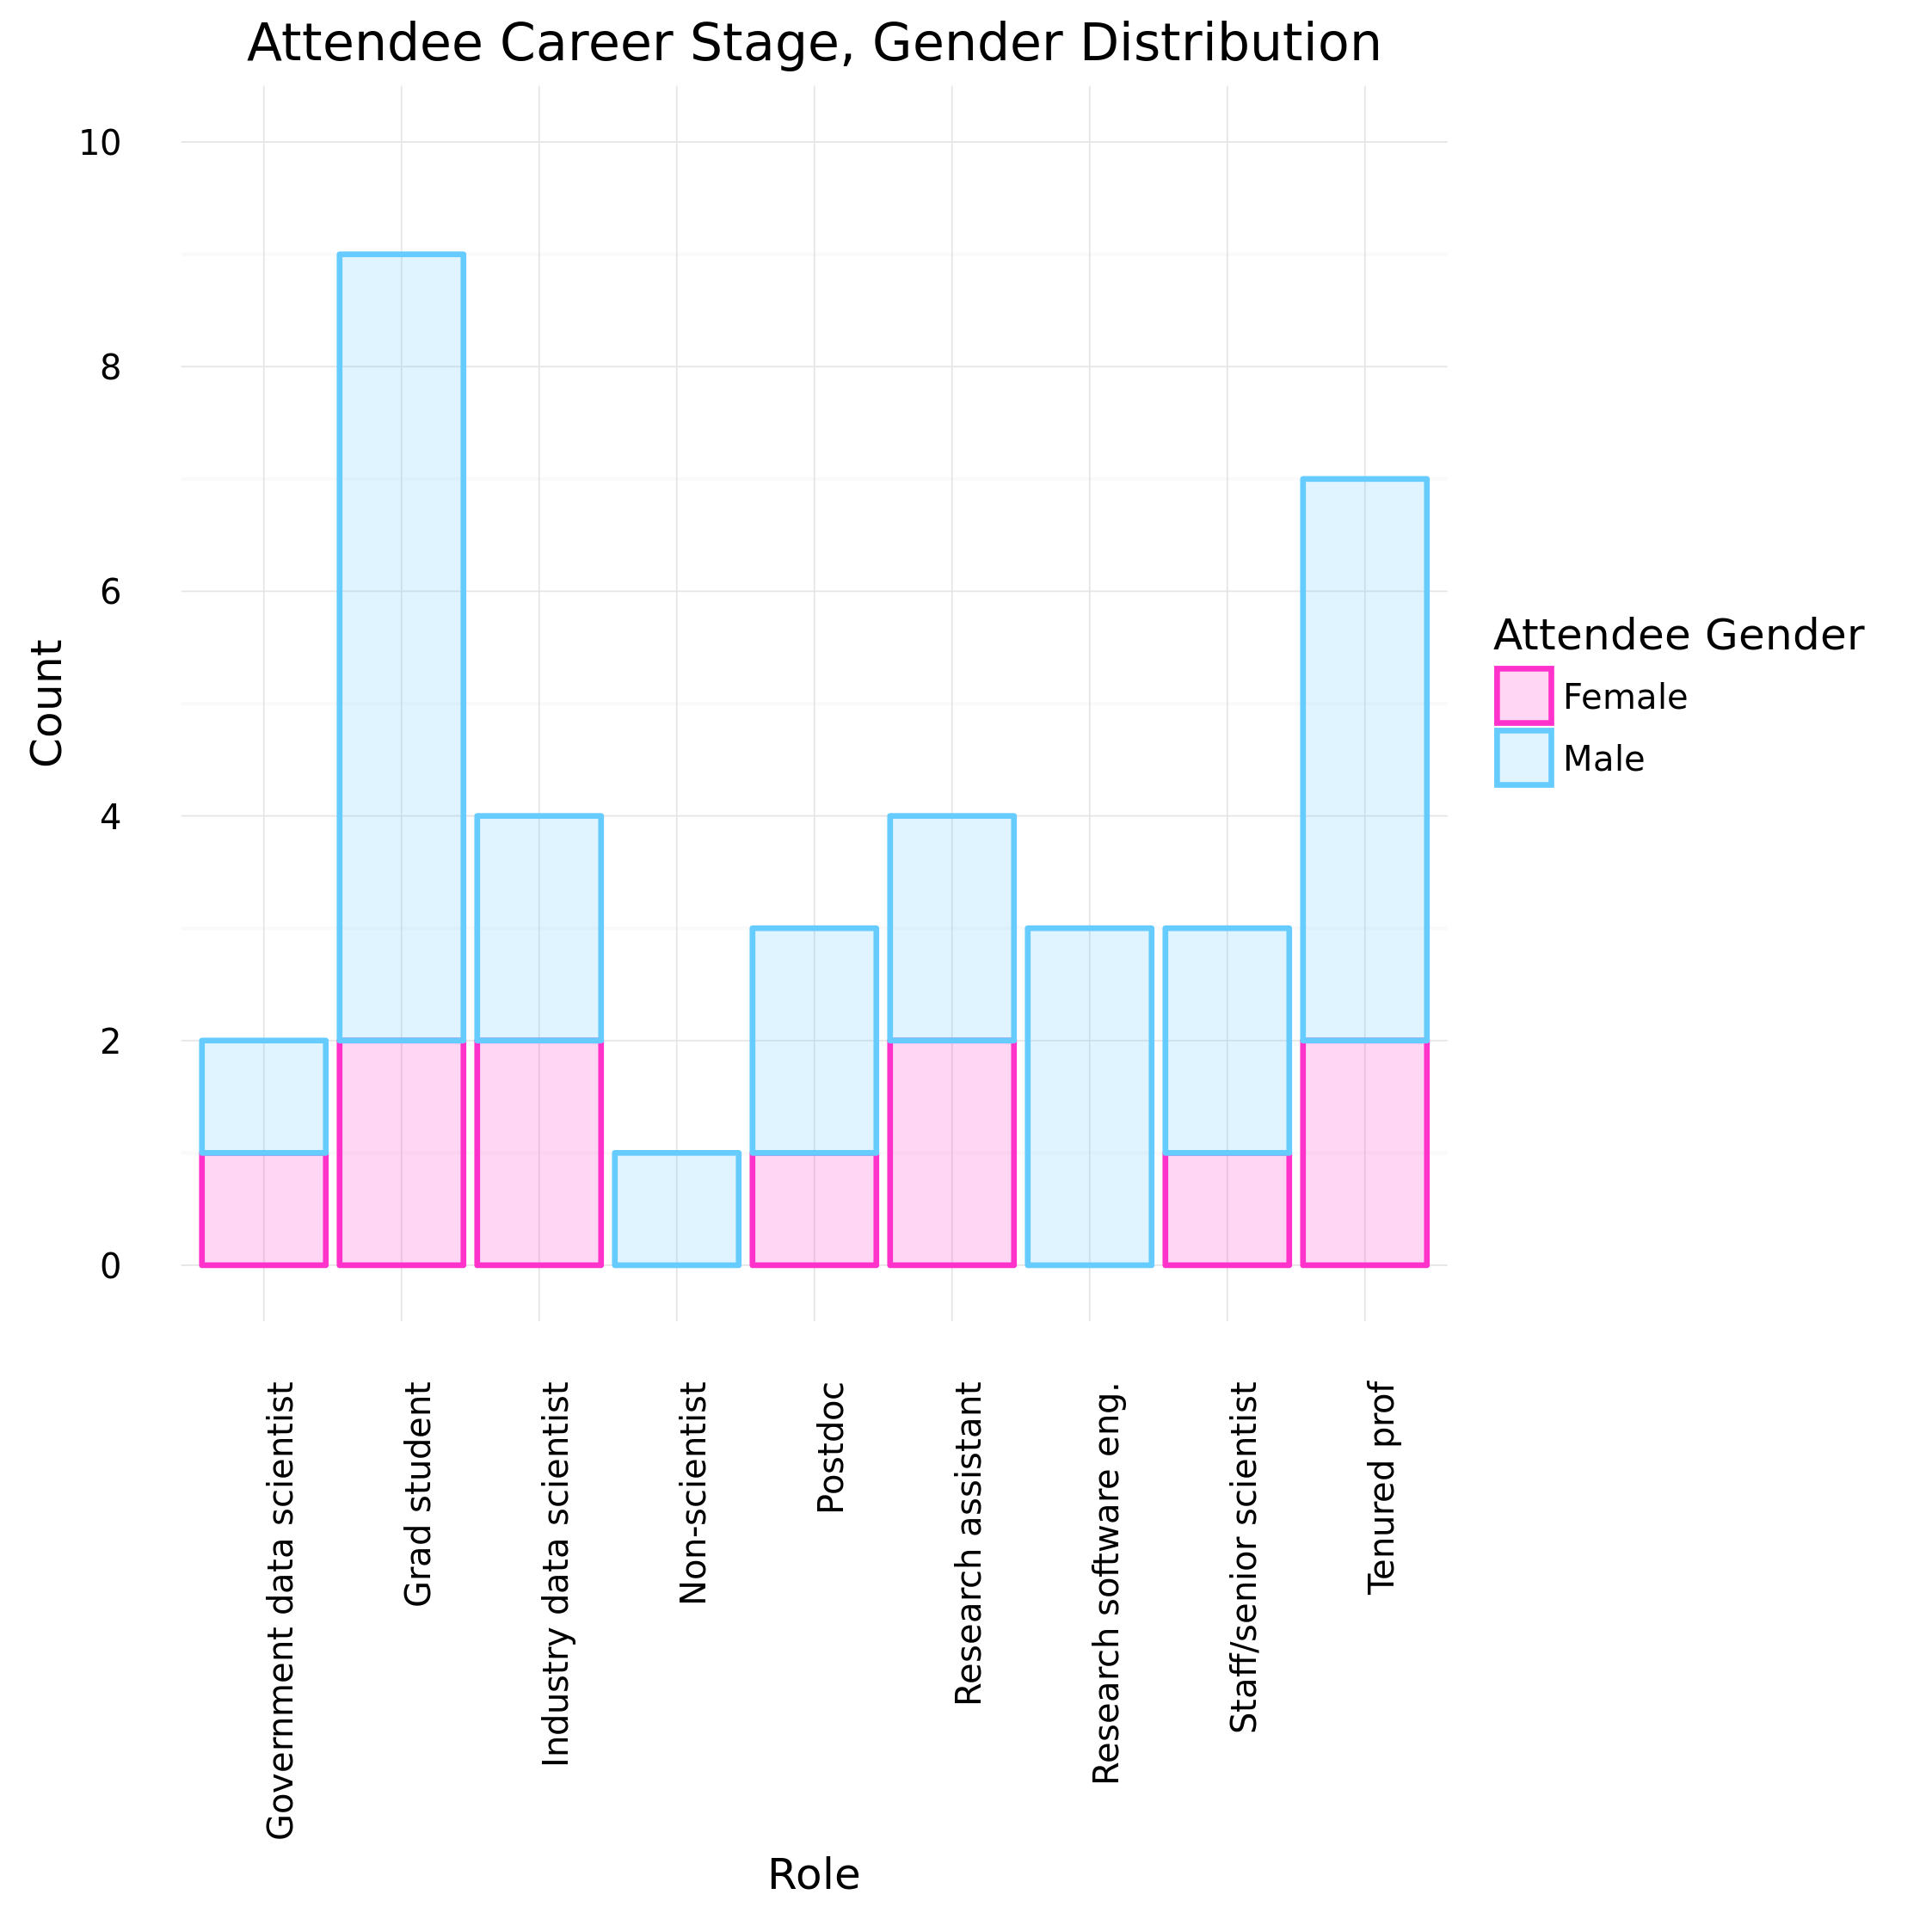 Attendee Career Stage, Gender Distribution
10
8
6
4
2
0
Count
Government data scientist
Grad student
Industry data scientist
Non-scientist
Postdoc
Research assistant
Research software eng.
Staff/senior scientist
Tenured prof
Role
Attendee Gender
Female
Male